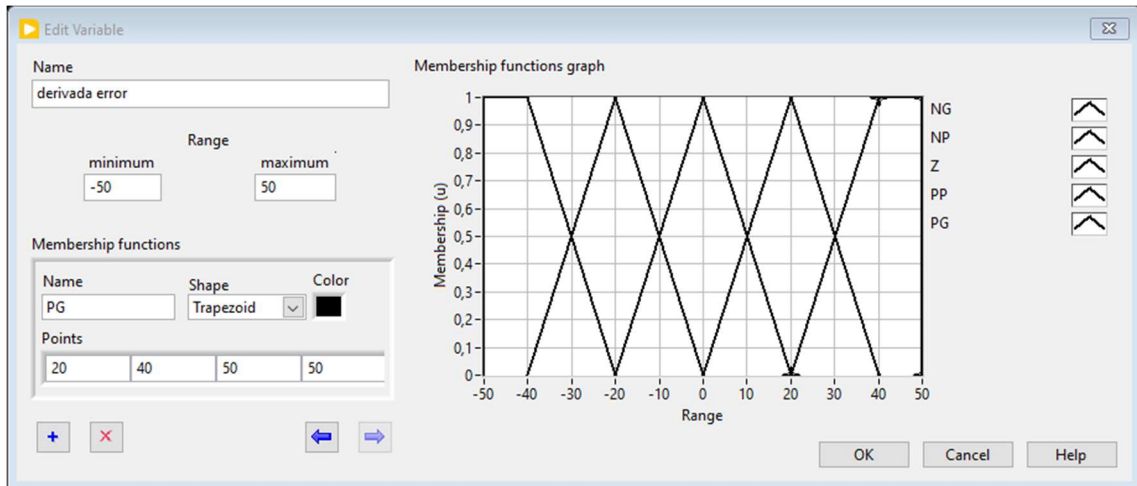 Edit Variable
Name
derivada error
Range
minimum maximum
-50 50
Membership functions
Name Shape Color
PG Trapezoid
Points
20 40 50 50
Membership functions graph
Membership (u)
1
0,9
0,8
0,7
0,6
0,5
0,4
0,3
0,2
0,1
0
-50 -40 -30 -20 -10 0 10 20 30 40 50
Range
NG
NP
Z
PP
PG
OK Cancel Help